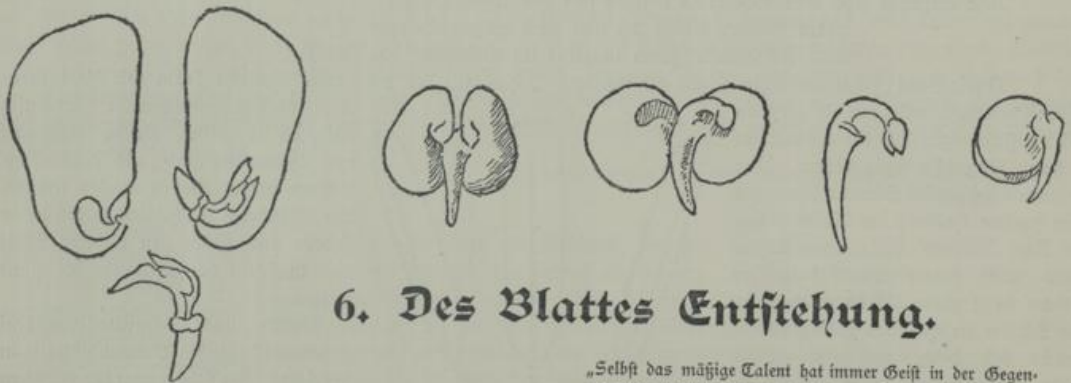 6. Des Blattes Entſtehung.
„Selbſt das mäßige Talent hat immer Geiſt in der Gegen-